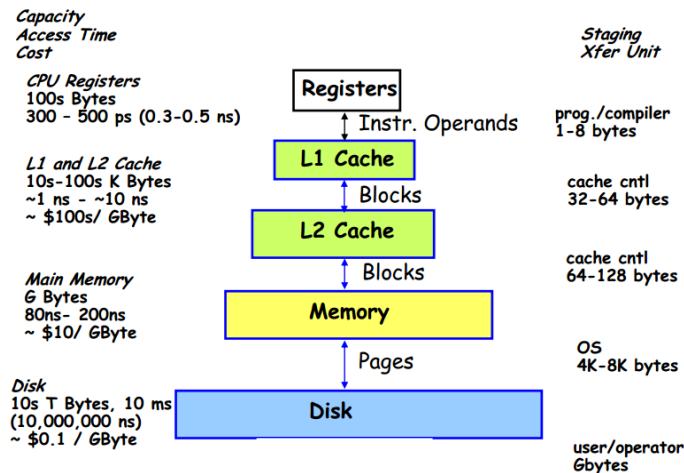 Capacity
Access Time
Cost
Staging
Xfer Unit
CPU Registers
100s Bytes
300 – 500 ps (0.3-0.5 ns)
Registers
Instr. Operands
prog./compiler
1-8 bytes
L1 and L2 Cache
10s-100s K Bytes
~1 ns - ~10 ns
~ $100s/ GByte
L1 Cache
Blocks
cache cntl
32-64 bytes
L2 Cache
Blocks
cache cntl
64-128 bytes
Main Memory
G Bytes
80ns- 200ns
~ $10/ GByte
Memory
Pages
OS
4K-8K bytes
Disk
10s T Bytes, 10 ms
(10,000,000 ns)
~ $0.1 / GByte
Disk
user/operator
Gbytes